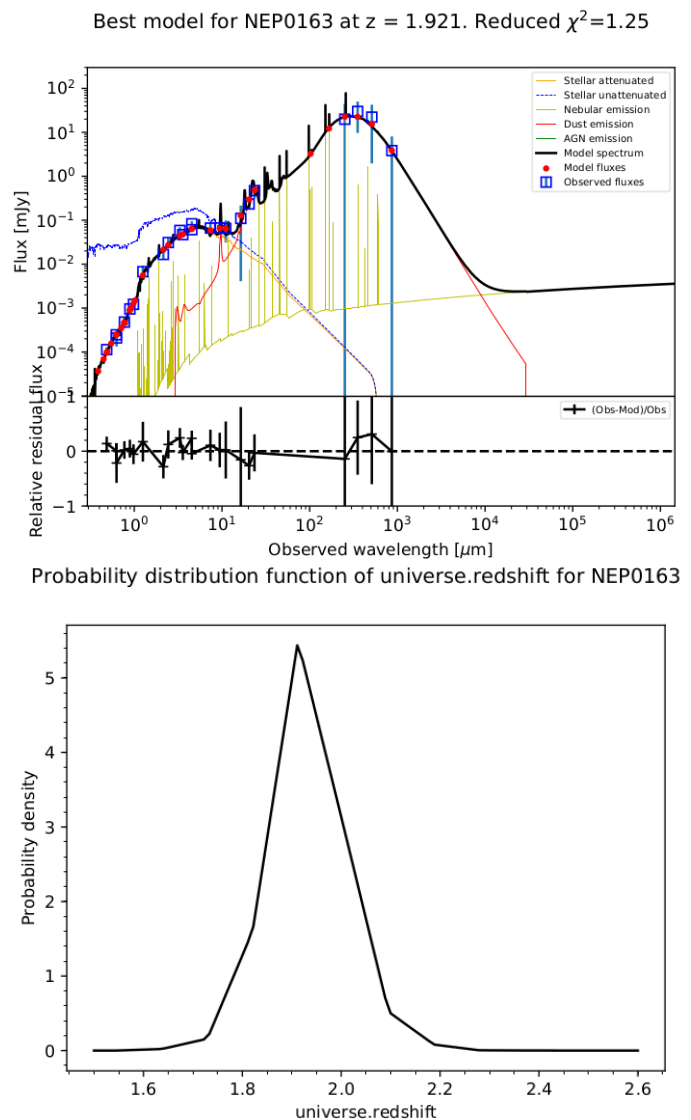 Best model for NEP0163 at z = 1.921. Reduced χ²=1.25
10²
10¹
10⁰
10⁻¹
10⁻²
10⁻³
10⁻⁴
10⁻⁵
Flux [mJy]
Stellar attenuated
Stellar unattenuated
Nebular emission
Dust emission
AGN emission
Model spectrum
Model fluxes
Observed fluxes
Relative residual flux
0
−1
(Obs-Mod)/Obs
10⁰ 10¹ 10² 10³ 10⁴ 10⁵ 10⁶
Observed wavelength [μm]
Probability distribution function of universe.redshift for NEP0163
5
4
3
2
1
0
Probability density
1.6 1.8 2.0 2.2 2.4 2.6
universe.redshift